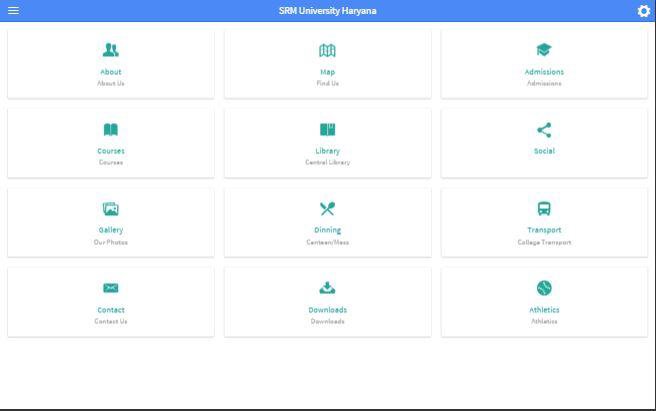 SRM University Haryana
About
About Us
Map
Find Us
Admissions
Admissions
Courses
Courses
Library
Central Library
Social
Gallery
Our Photos
Dinning
Canteen/Mess
Transport
College Transport
Contact
Contact Us
Downloads
Downloads
Athletics
Athletics